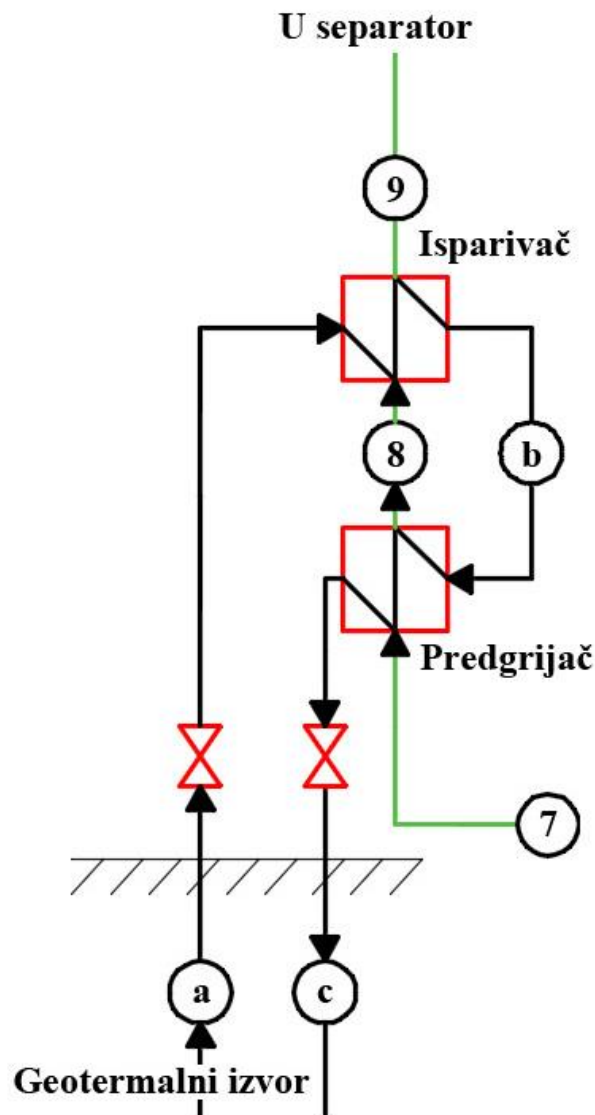 U separator
9
Isparivač
8
b
Predgrijač
7
a
c
Geotermalni izvor